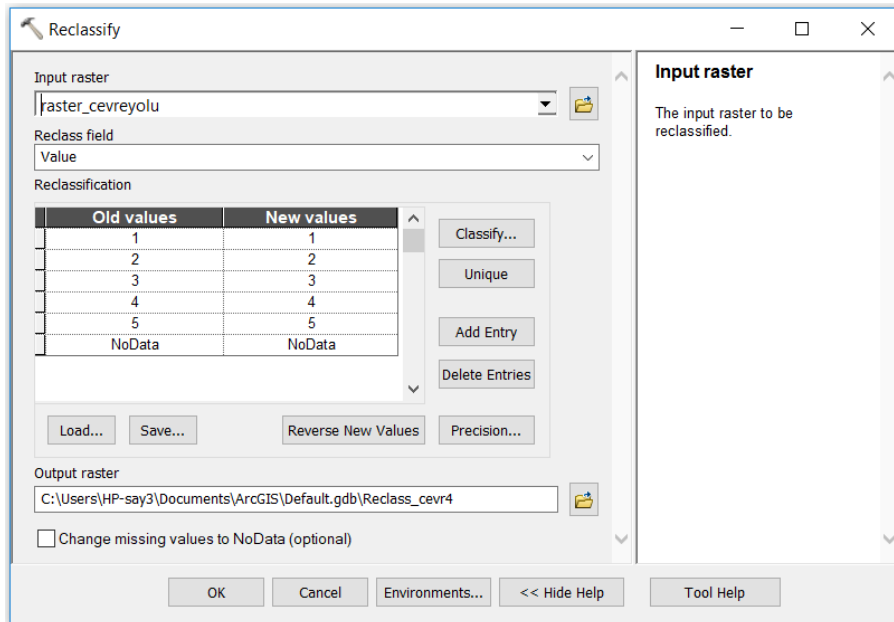 Reclassify
Input raster
raster_cevreyolu
Reclass field
Value
Reclassification
Old values New values
1 1
2 2
3 3
4 4
5 5
NoData NoData
Classify...
Unique
Add Entry
Delete Entries
Load... Save... Reverse New Values Precision...
Output raster
C:\Users\HP-say3\Documents\ArcGIS\Default.gdb\Reclass_cevr4
Change missing values to NoData (optional)
Input raster
The input raster to be
reclassified.
OK Cancel Environments... << Hide Help Tool Help